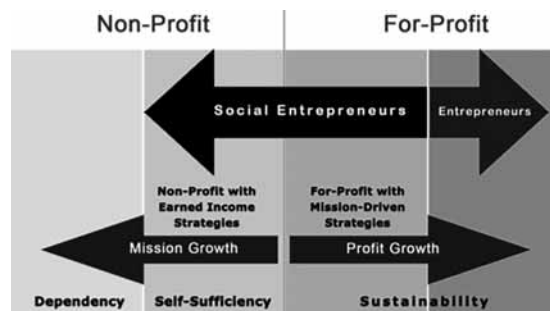 Non-Profit For-Profit
Social Entrepreneurs Entrepreneurs
Non-Profit with For-Profit with
Earned Income Mission-Driven
Strategies Strategies
Mission Growth Profit Growth
Dependency Self-Sufficiency Sustainability